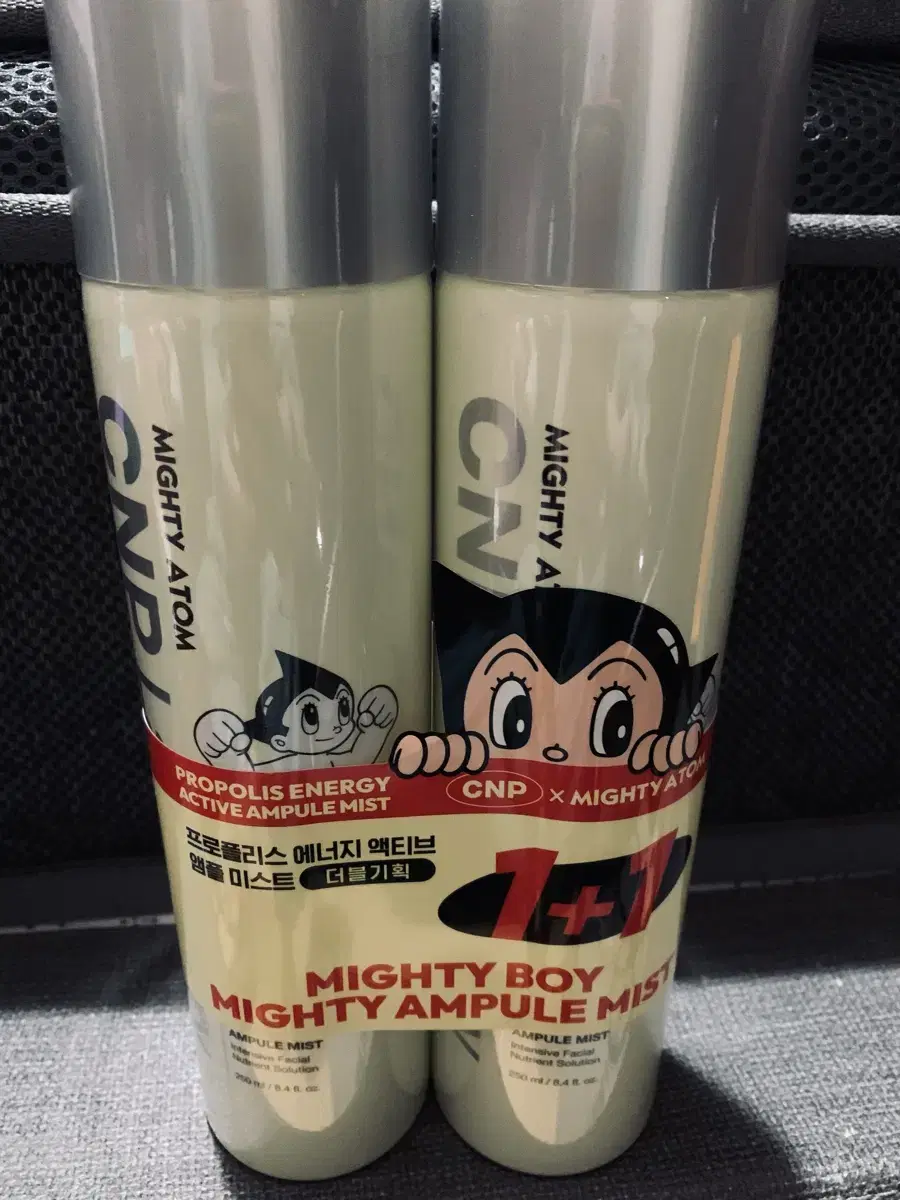 CNP L
MIGHTY ATOM
CN
MIGHTY AT
PROPOLIS ENERGY
ACTIVE AMPULE MIST
CNP X MIGHTY ATOM
프로폴리스 에너지 액티브
앰플 미스트 더블기획
1+1
MIGHTY BOY
MIGHTY AMPULE MIST
AMPULE MIST
Intensive Facial
Nutrient Solution
250 ml / 8.4 fl. oz.
AMPULE MIST
Intensive Facial
Nutrient Solution
250 ml / 8.4 fl. oz.